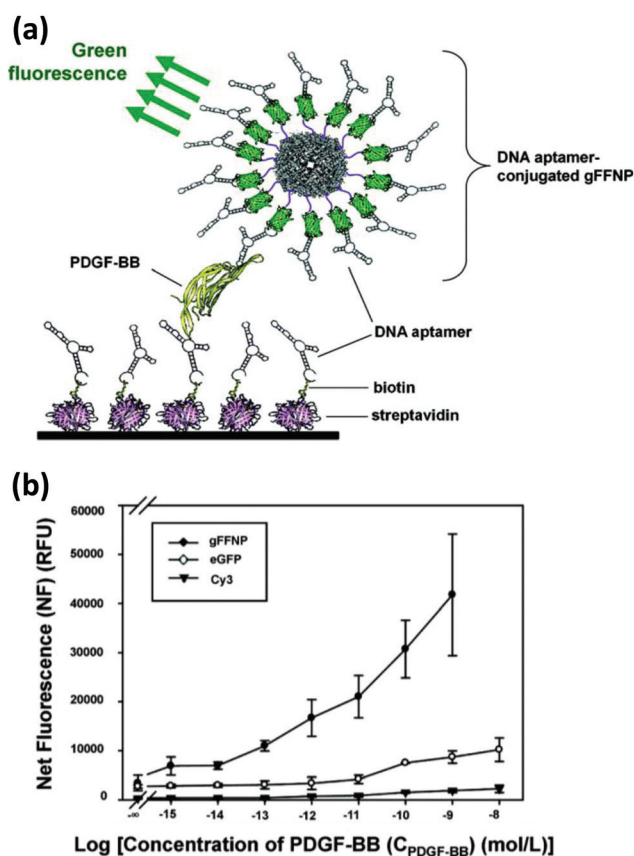 (a)
Green
fluorescence
DNA aptamer-
conjugated gFFNP
PDGF-BB
DNA aptamer
biotin
streptavidin
(b)
Net Fluorescence (NF) (RFU)
60000
50000
40000
30000
20000
10000
0
gFFNP
eGFP
Cy3
-∞ -15 -14 -13 -12 -11 -10 -9 -8
Log [Concentration of PDGF-BB (CPDGF-BB) (mol/L)]